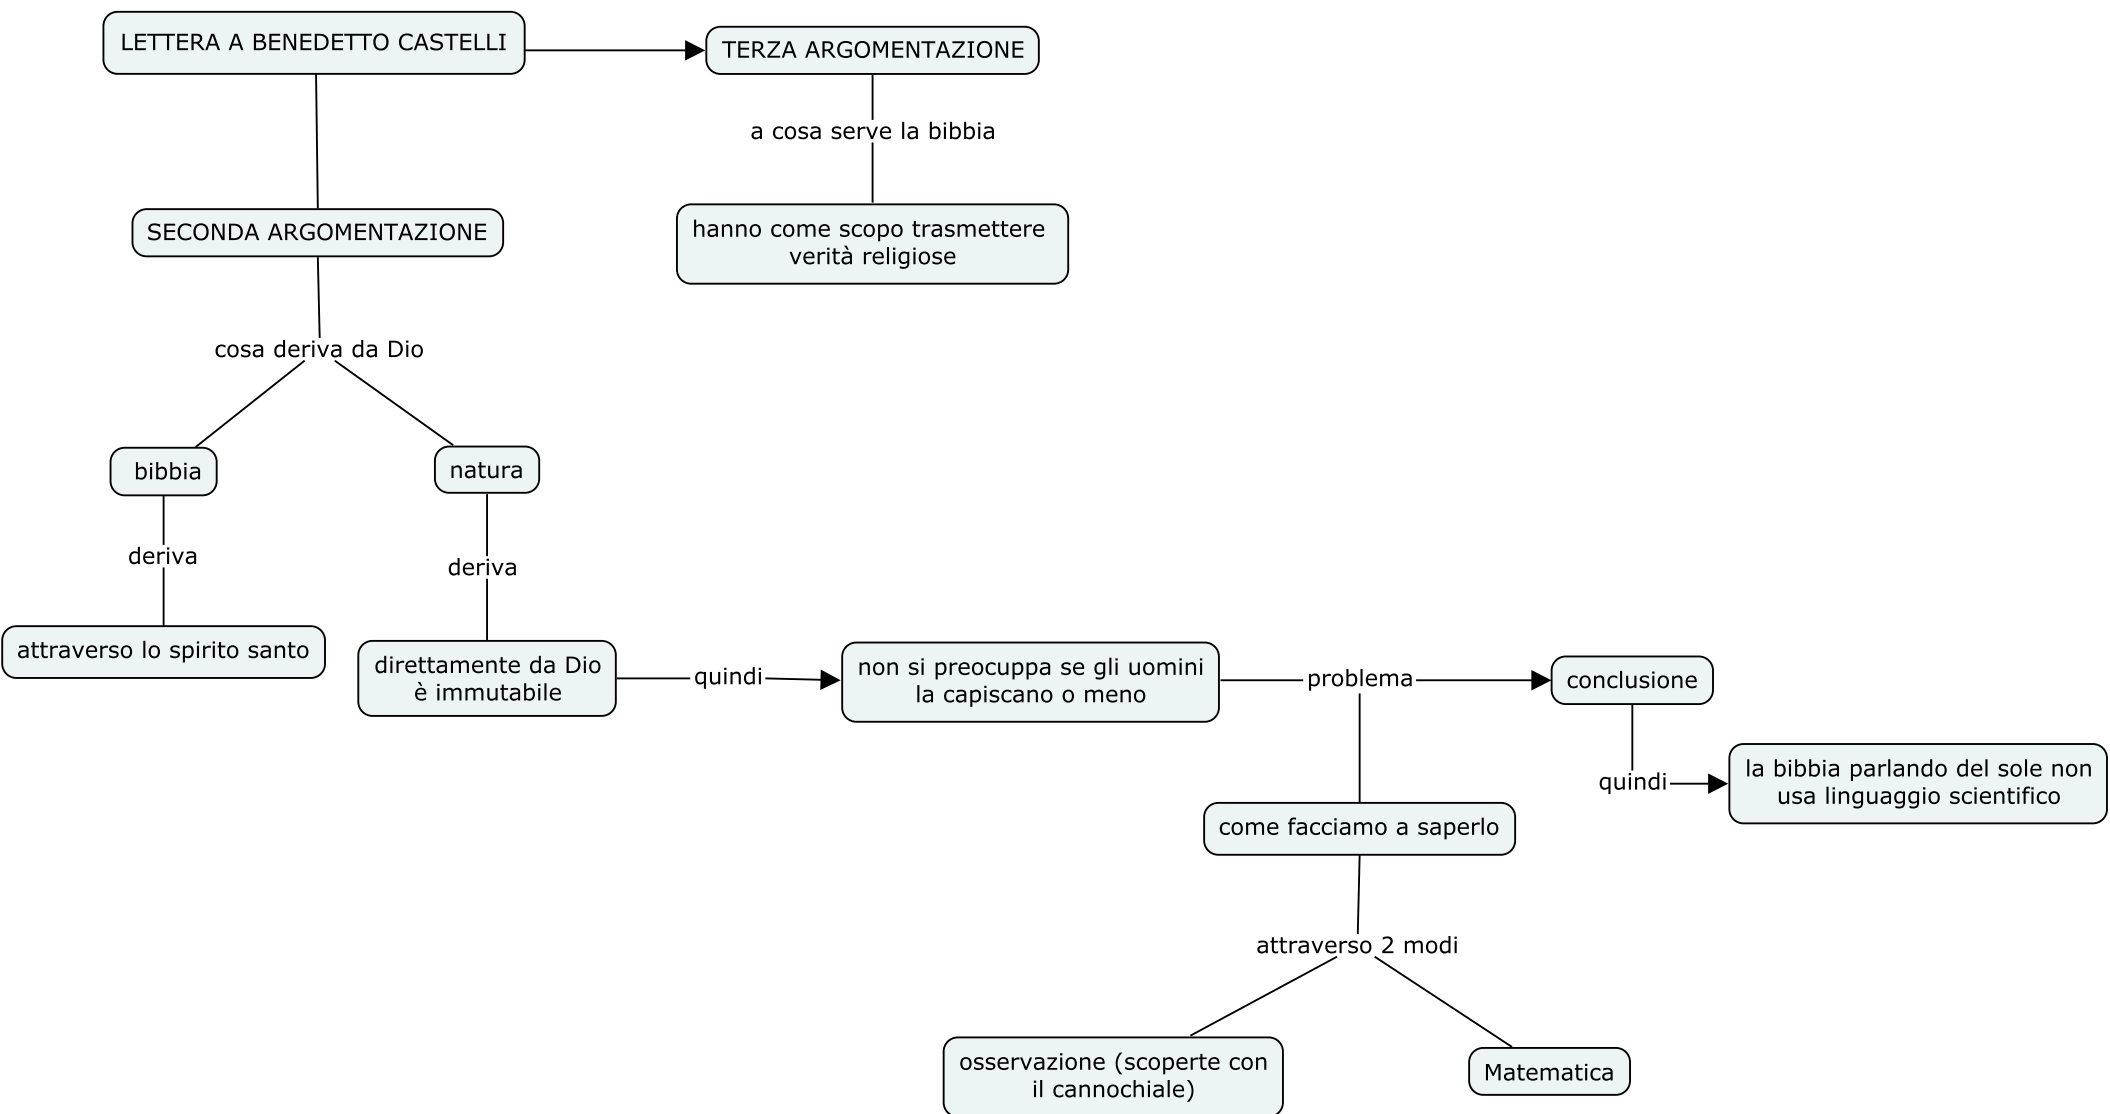 LETTERA A BENEDETTO CASTELLI
TERZA ARGOMENTAZIONE
a cosa serve la bibbia
hanno come scopo trasmettere
verità religiose
SECONDA ARGOMENTAZIONE
cosa deriva da Dio
bibbia
natura
deriva
deriva
attraverso lo spirito santo
direttamente da Dio
è immutabile
quindi
non si preocuppa se gli uomini
la capiscano o meno
problema
conclusione
quindi
la bibbia parlando del sole non
usa linguaggio scientifico
come facciamo a saperlo
attraverso 2 modi
osservazione (scoperte con
il cannochiale)
Matematica